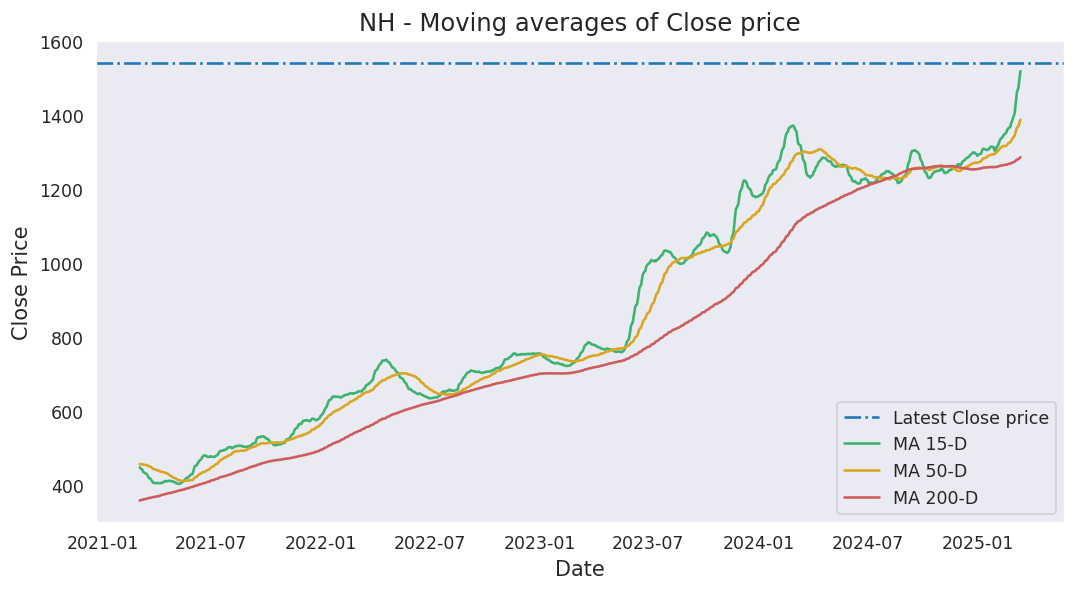 NH - Moving averages of Close price
1600
1400
1200
1000
800
600
400
Close Price
2021-01 2021-07 2022-01 2022-07 2023-01 2023-07 2024-01 2024-07 2025-01
Date
Latest Close price
MA 15-D
MA 50-D
MA 200-D